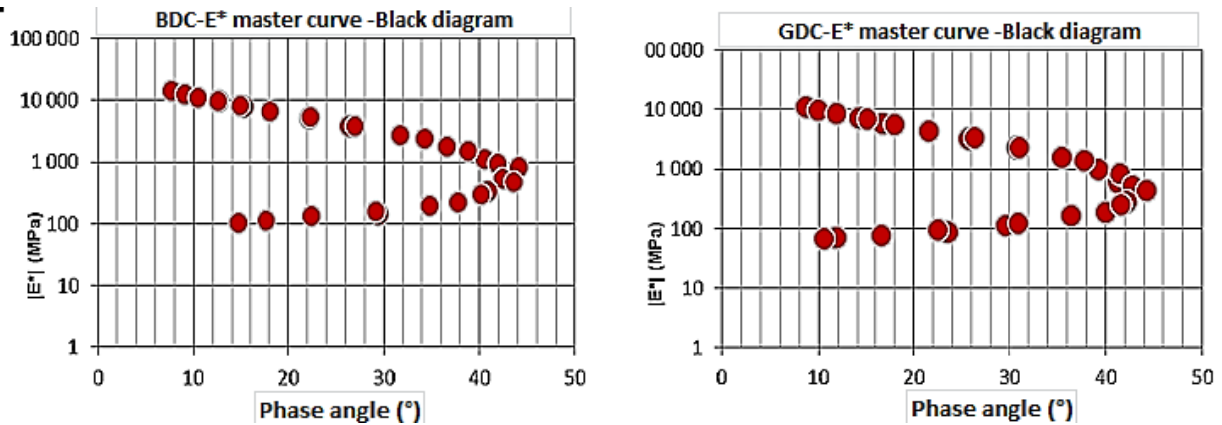 BDC-E* master curve -Black diagram
100 000
10 000
1 000
100
10
1
|E*| (MPa)
0 10 20 30 40 50
Phase angle (°)
GDC-E* master curve -Black diagram
00 000
10 000
1 000
100
10
1
|E*| (MPa)
0 10 20 30 40 50
Phase angle (°)